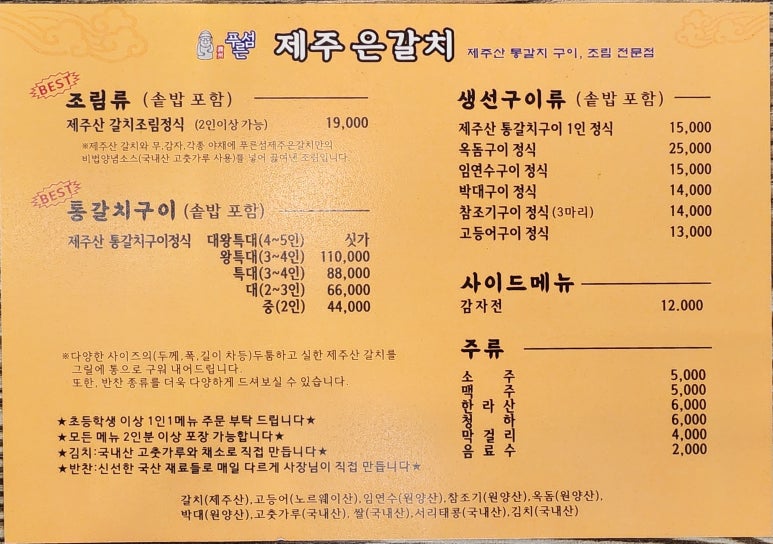 푸른섬 제주 은갈치 제주산 통갈치 구이, 조림 전문점
BEST
조림류 (솥밥 포함)
제주산 갈치조림정식 (2인이상 가능) 19,000
※제주산 갈치와 무,감자,각종 야채에 푸른섬제주은갈치만의
비법양념소스(국내산 고춧가루 사용)를 넣어 끓여낸 조림입니다.
BEST
통갈치구이 (솥밥 포함)
제주산 통갈치구이정식 대왕특대(4~5인) 싯가
왕특대(3~4인) 110,000
특대(3~4인) 88,000
대(2~3인) 66,000
중(2인) 44,000
※다양한 사이즈의(두께,폭,길이 차등)두툼하고 실한 제주산 갈치를
그릴에 통으로 구워 내어드립니다.
또한, 반찬 종류를 더욱 다양하게 드셔보실 수 있습니다.
★초등학생 이상 1인1메뉴 주문 부탁 드립니다★
★모든 메뉴 2인분 이상 포장 가능합니다★
★김치:국내산 고춧가루와 채소로 직접 만듭니다★
★반찬:신선한 국산 재료들로 매일 다르게 사장님이 직접 만듭니다★
생선구이류 (솥밥 포함)
제주산 통갈치구이 1인 정식 15,000
옥돔구이 정식 25,000
임연수구이 정식 15,000
박대구이 정식 14,000
참조기구이 정식 (3마리) 14,000
고등어구이 정식 13,000
사이드메뉴
감자전 12.000
주류
소 주 5,000
맥 주 5,000
한 라 산 6,000
청 하 6,000
막 걸 리 4,000
음 료 수 2,000
갈치(제주산),고등어(노르웨이산),임연수(원양산),참조기(원양산),옥돔(원양산),
박대(원양산),고춧가루(국내산), 쌀(국내산),서리태콩(국내산),김치(국내산)